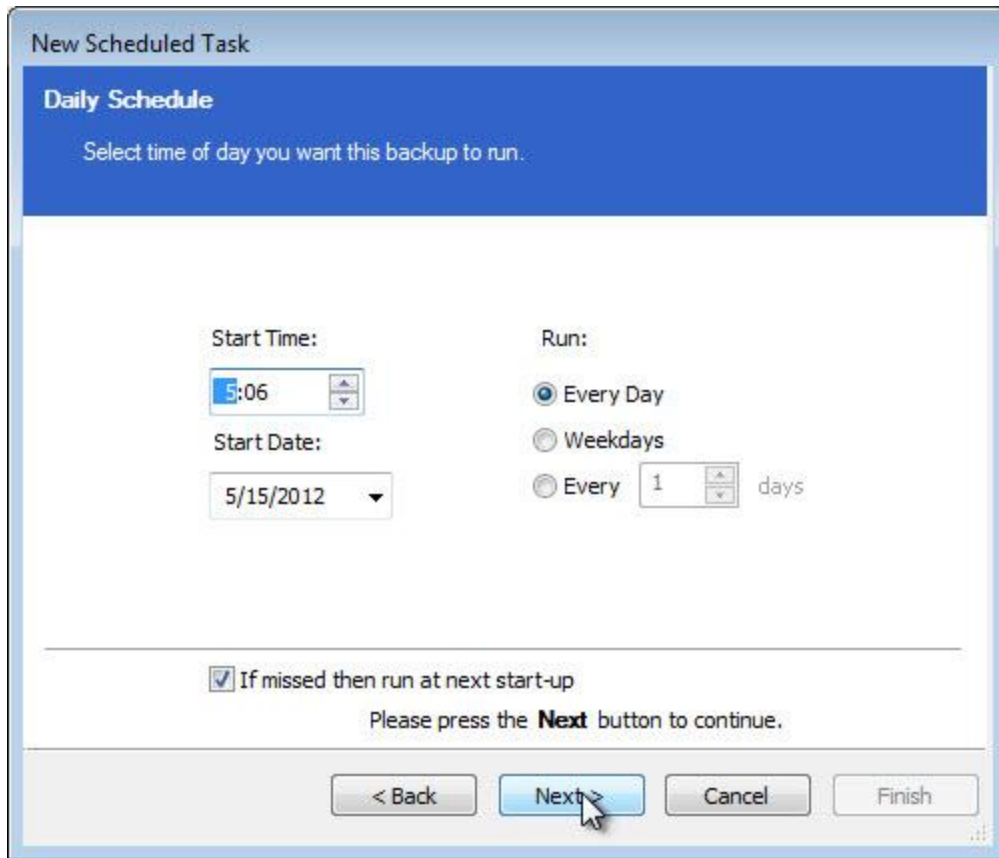 New Scheduled Task
Daily Schedule
Select time of day you want this backup to run.
Start Time:
5:06
Start Date:
5/15/2012
Run:
Every Day
Weekdays
Every 1 days
If missed then run at next start-up
Please press the Next button to continue.
< Back Next > Cancel Finish